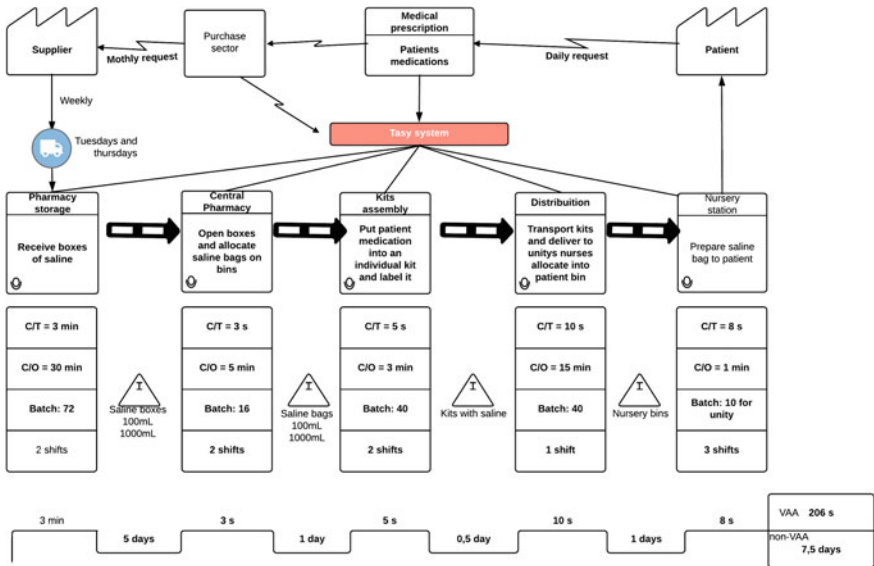 Supplier
Mothly request
Purchase
sector
Medical
prescription
Patients
medications
Daily request
Patient
Weekly
Tuesdays and
thursdays
Tasy system
Pharmacy
storage
Receive boxes
of saline
Central
Pharmacy
Open boxes
and allocate
saline bags on
bins
Kits
assembly
Put patient
medication
into an
individual kit
and label it
Distribuition
Transport kits
and deliver to
unitys nurses
allocate into
patient bin
Nursery
station
Prepare saline
bag to patient
C/T = 3 min
C/O = 30 min
Batch: 72
2 shifts
I
Saline boxes
100mL
1000mL
C/T = 3 s
C/O = 5 min
Batch: 16
2 shifts
I
Saline bags
100mL
1000mL
C/T = 5 s
C/O = 3 min
Batch: 40
2 shifts
I
Kits with saline
C/T = 10s
C/O = 15 min
Batch: 40
1 shift
I
Nursery bins
C/T = 8 s
C/O = 1 min
Batch: 10 for
unity
3 shifts
3 min
5 days
3 s
1 day
5 s
0,5 day
10 s
1 days
8 s
VAA 206 s
non-VAA
7,5 days